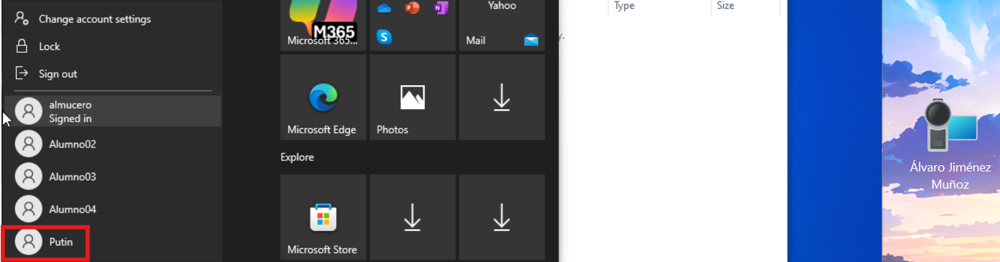 Change account settings
Lock
Sign out
almucero
Signed in
Alumno02
Alumno03
Alumno04
Putin
M365
Microsoft 365...
Yahoo
Mail
Microsoft Edge
Photos
Explore
Microsoft Store
Type
Size
y.
Álvaro Jiménez
Muñoz